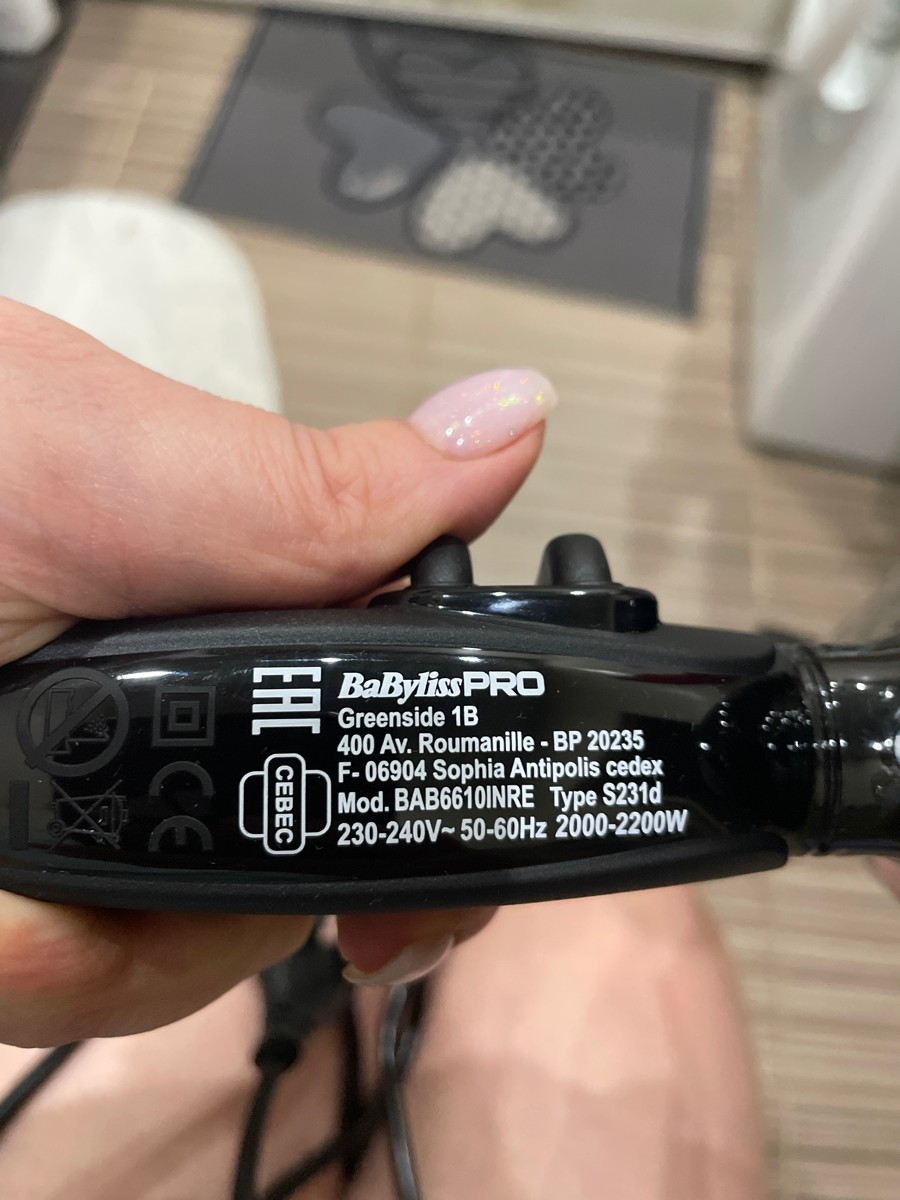 EAC
BaBylissPRO
Greenside 1B
400 Av. Roumanille - BP 20235
F- 06904 Sophia Antipolis cedex
Mod. BAB6610INRE Type S231d
230-240V~ 50-60Hz 2000-2200W
CEBEC
CE